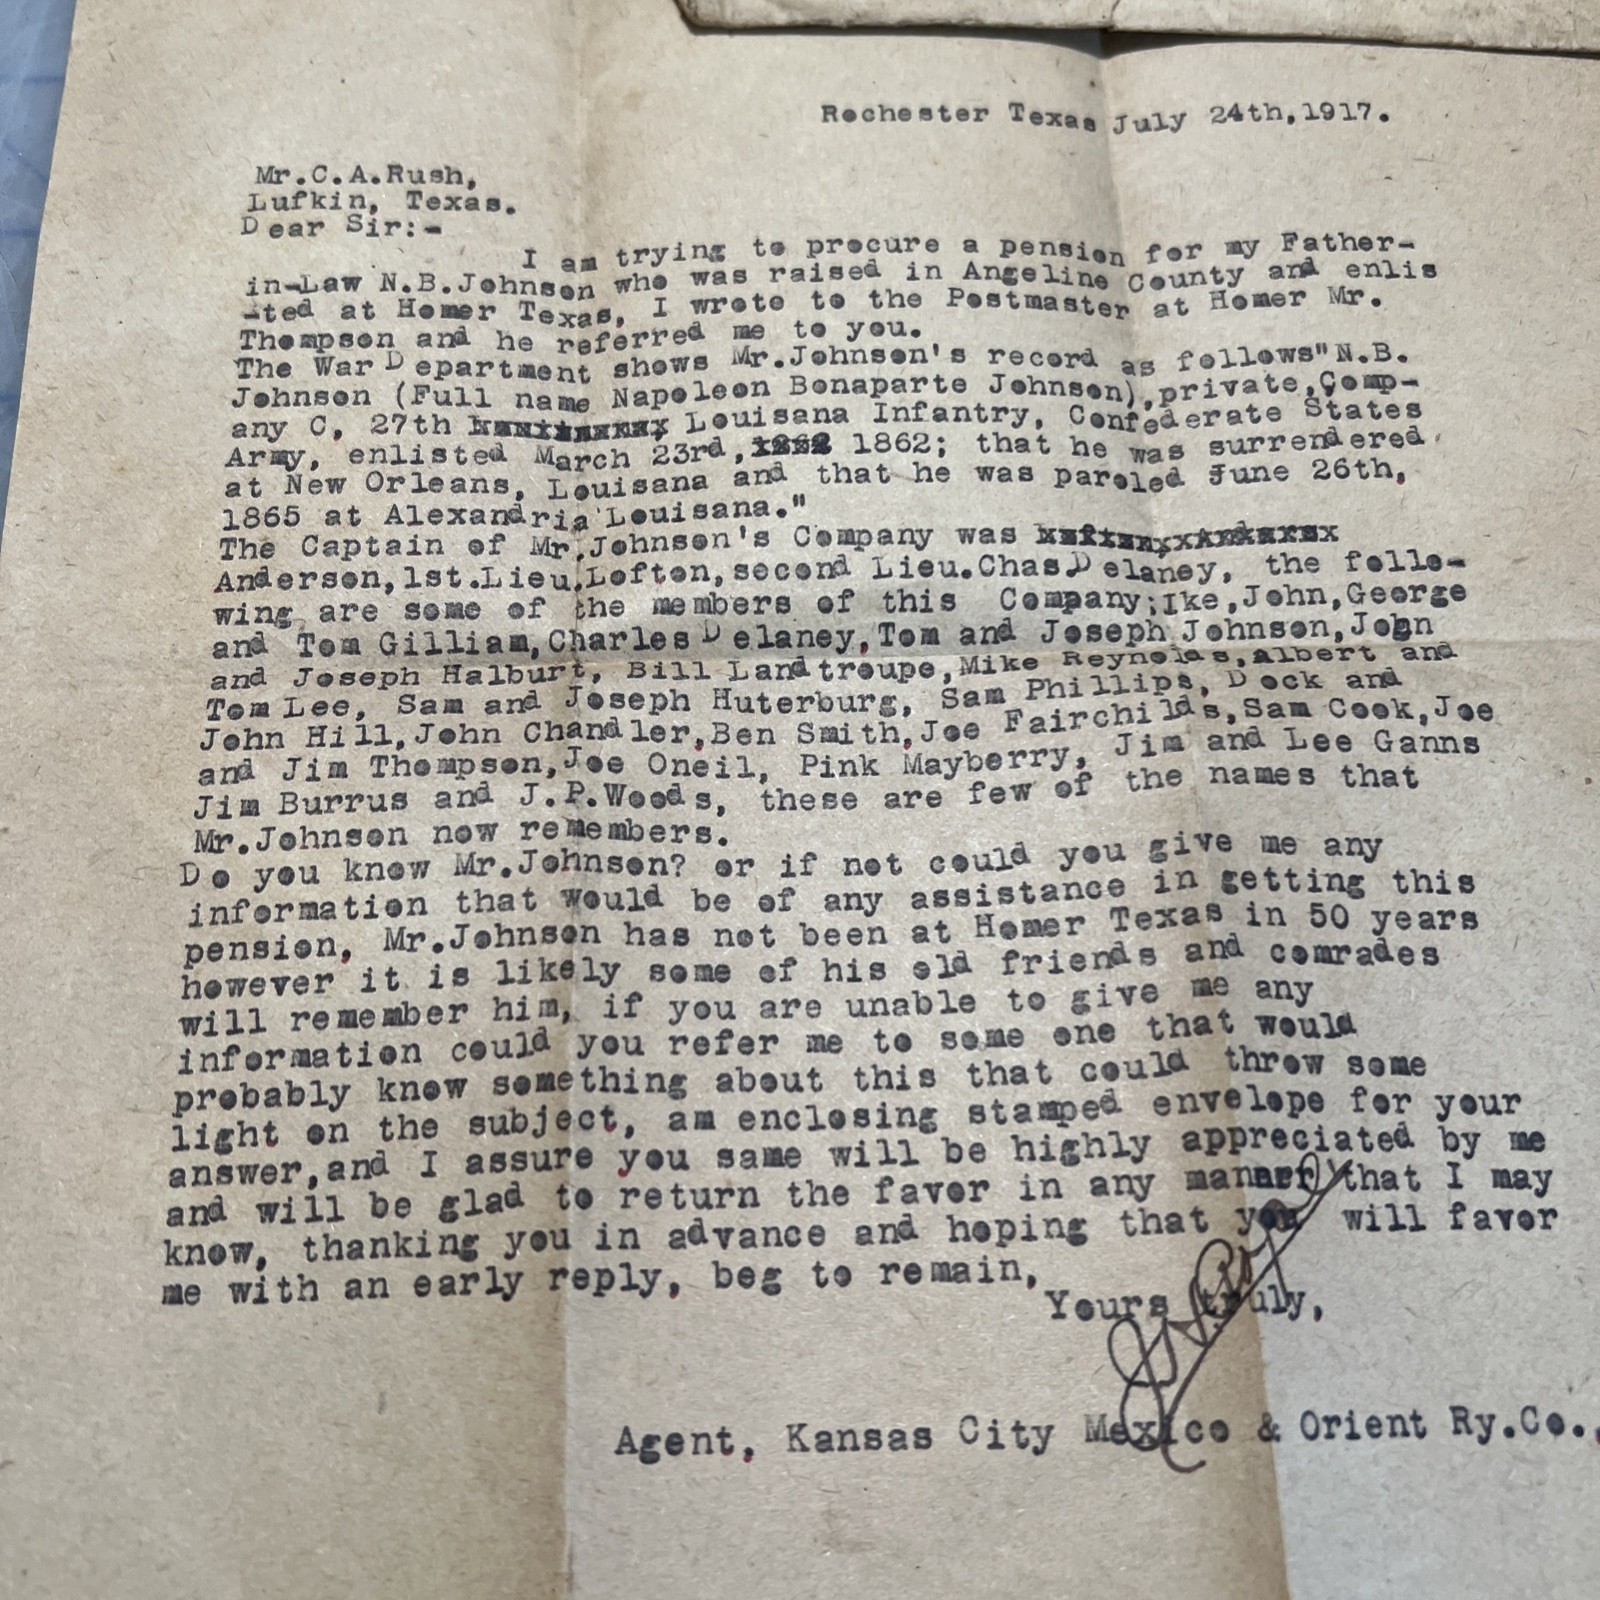 Rochester Texas July 24th,1917.
Mr.C.A.Rush,
Lufkin, Texas.
Dear Sir:-
I am trying to procure a pension for my Father-
in-Law N.B.Johnson who was raised in Angeline County and enlis
-ted at Homer Texas, I wrote to the Postmaster at Homer Mr.
Thompson and he referred me to you.
The War Department shows Mr.Johnson's record as follows"N.B.
Johnson (Full name Napoleon Bonaparte Johnson),private,Comp-
any C, 27th Louisana Infantry, Confederate States
Army, enlisted March 23rd, 1862; that he was surrendered
at New Orleans, Louisana and that he was paroled June 26th,
1865 at Alexandria Louisana."
The Captain of Mr.Johnson's Company was
Anderson,1st.Lieu.Lofton,second Lieu.Chas.Delaney, the follo-
wing are some of the members of this Company;Ike,John,George
and Tom Gilliam,Charles Delaney,Tom and Joseph Johnson,John
and Joseph Halburt, Bill Landtroupe,Mike Reynolds,Albert and
Tom Lee, Sam and Joseph Huterburg, Sam Phillips, Dock and
John Hill,John Chandler,Ben Smith,Joe Fairchilds,Sam Cook,Joe
and Jim Thompson,Joe Oneil, Pink Mayberry, Jim and Lee Ganns
Jim Burrus and J.P.Woods, these are few of the names that
Mr.Johnson now remembers.
Do you know Mr.Johnson? or if not could you give me any
information that would be of any assistance in getting this
pension, Mr.Johnson has not been at Homer Texas in 50 years
however it is likely some of his old friends and comrades
will remember him, if you are unable to give me any
information could you refer me to some one that would
probably know something about this that could throw some
light on the subject, am enclosing stamped envelope for your
answer,and I assure you same will be highly appreciated by me
and will be glad to return the favor in any manner that I may
know, thanking you in advance and hoping that you will favor
me with an early reply, beg to remain,
Yours truly,
Agent, Kansas City Mexico & Orient Ry.Co.,